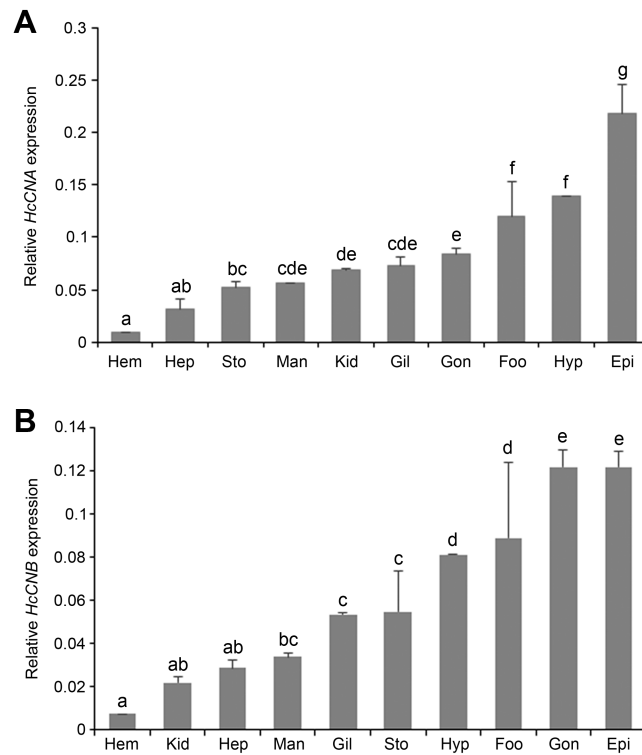 A
Relative HcCNA expression
0.3
0.25
0.2
0.15
0.1
0.05
0
a ab bc cde de cde e f f g
Hem Hep Sto Man Kid Gil Gon Foo Hyp Epi
B
Relative HcCNB expression
0.14
0.12
0.1
0.08
0.06
0.04
0.02
0
a ab ab bc c c d d e e
Hem Kid Hep Man Gil Sto Hyp Foo Gon Epi